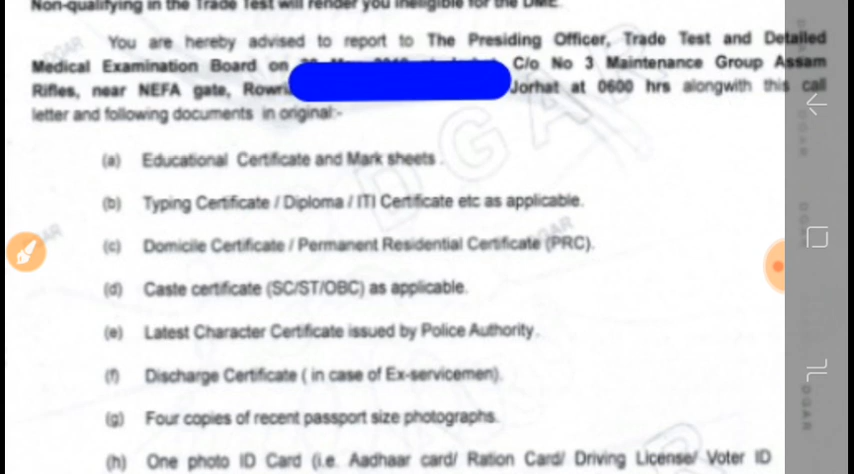 Non-qualifying in the Trade Test will render you ineligible for the DME.
You are hereby advised to report to The Presiding Officer, Trade Test and Detailed
Medical Examination Board on C/o No 3 Maintenance Group Assam
Rifles, near NEFA gate, Jorhat at 0600 hrs alongwith this call
letter and following documents in original:-
(a) Educational Certificate and Mark sheets .
(b) Typing Certificate / Diploma / ITI Certificate etc as applicable.
(c) Domicile Certificate / Permanent Residential Certificate (PRC).
(d) Caste certificate (SC/ST/OBC) as applicable.
(e) Latest Character Certificate issued by Police Authority.
(f) Discharge Certificate ( in case of Ex-servicemen).
(g) Four copies of recent passport size photographs.
(h) One photo ID Card (i.e. Aadhaar card/ Ration Card/ Driving License/ Voter ID
DGAR